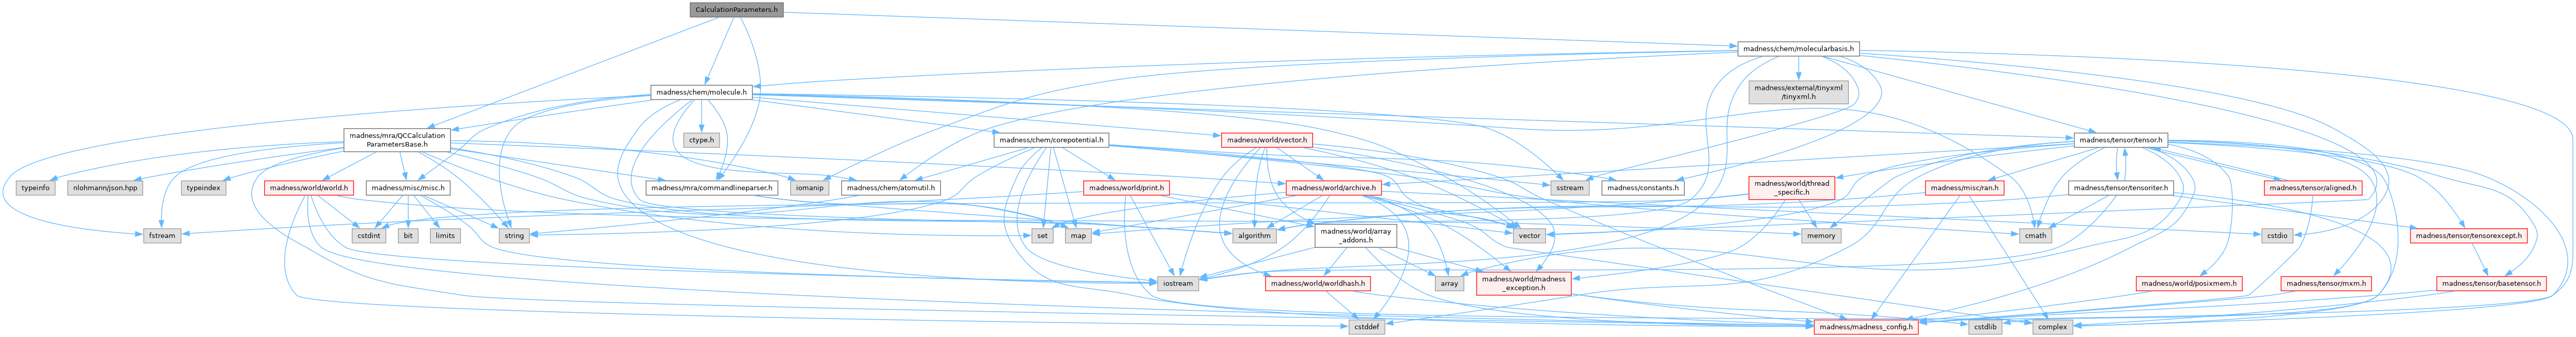 CalculationParameters.h
madness/chem/molecularbasis.h
madness/chem/molecule.h
madness/external/tinyxml
/tinyxml.h
madness/mra/QCCalculation
ParametersBase.h
ctype.h
madness/chem/corepotential.h
madness/world/vector.h
madness/tensor/tensor.h
typeinfo
nlohmann/json.hpp
typeindex
madness/world/world.h
madness/misc/misc.h
madness/mra/commandlineparser.h
iomanip
madness/chem/atomutil.h
madness/world/print.h
madness/world/archive.h
sstream
madness/constants.h
madness/world/thread
_specific.h
madness/misc/ran.h
madness/tensor/tensoriter.h
madness/tensor/aligned.h
fstream
cstdint
bit
limits
string
set
map
algorithm
madness/world/array
_addons.h
vector
memory
cmath
cstdio
madness/tensor/tensorexcept.h
iostream
madness/world/worldhash.h
array
madness/world/madness
_exception.h
madness/world/posixmem.h
madness/tensor/mxm.h
madness/tensor/basetensor.h
cstddef
madness/madness_config.h
cstdlib
complex